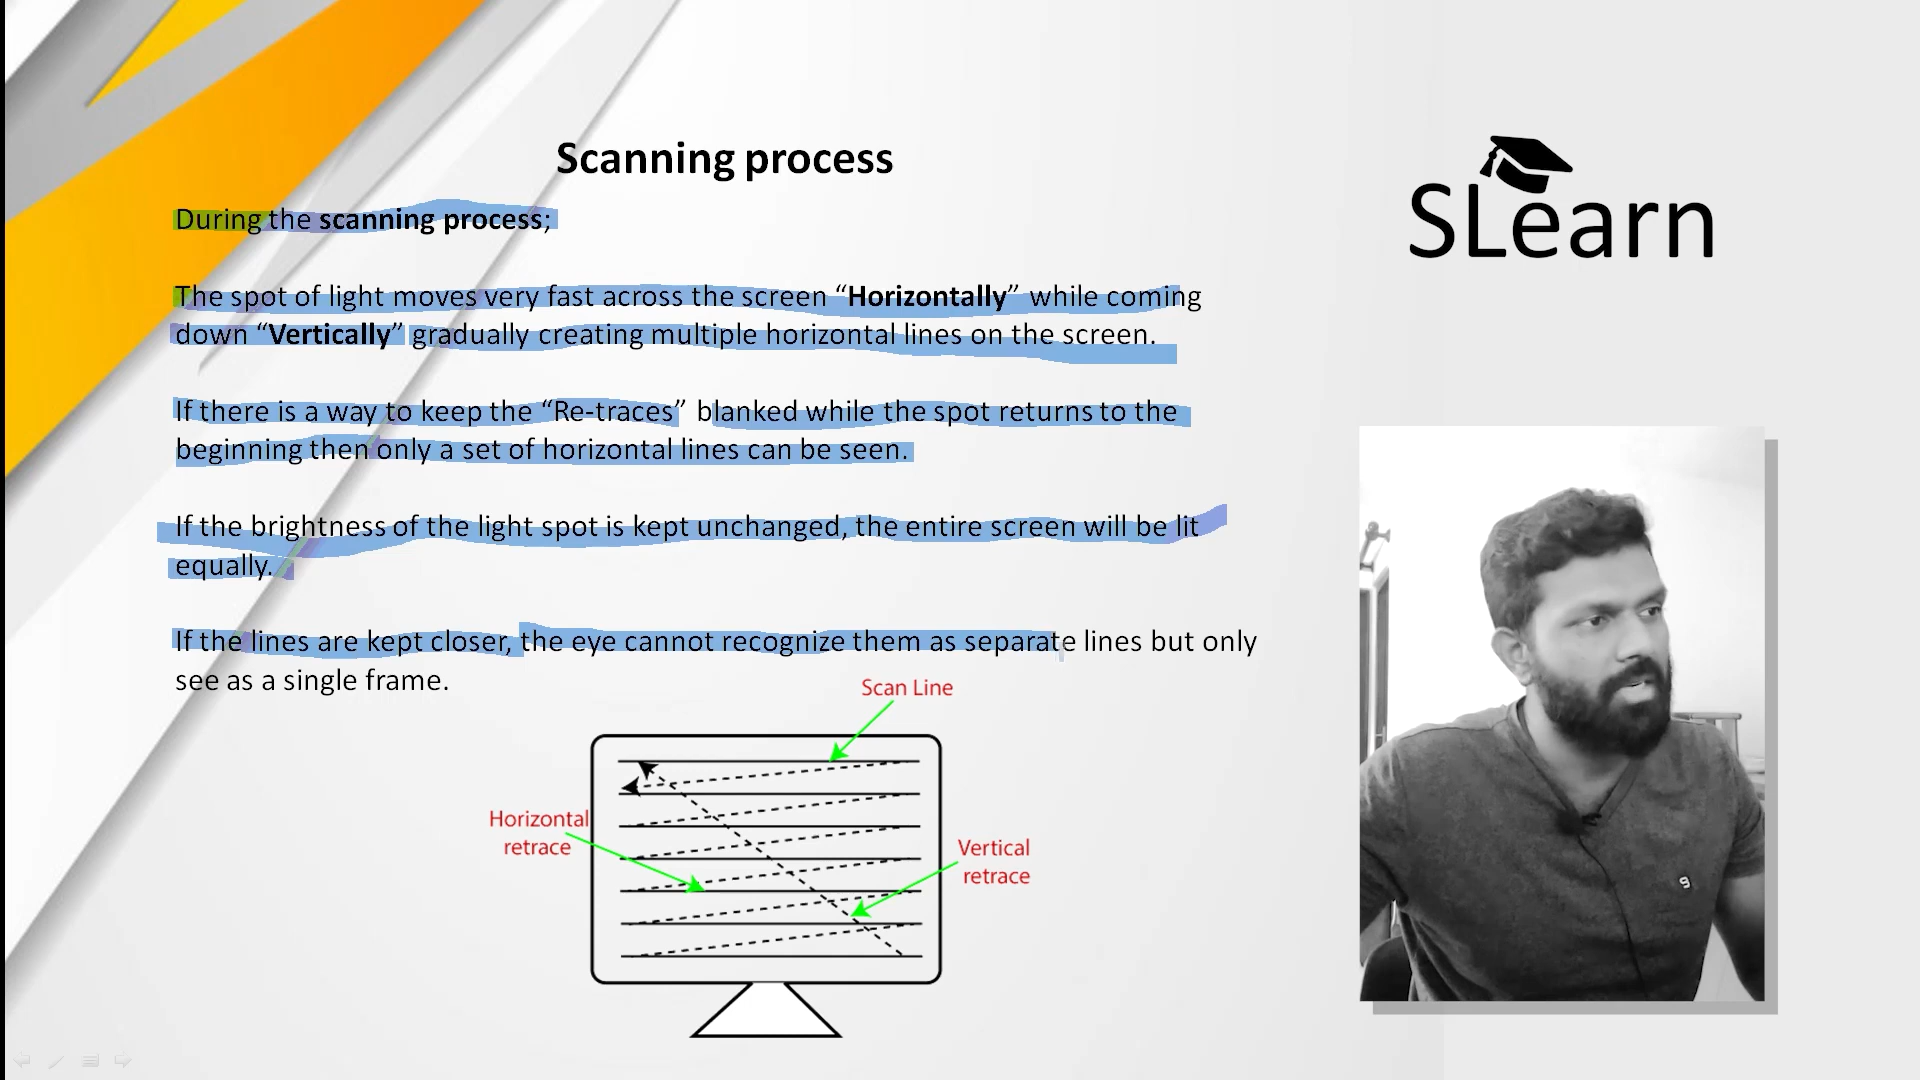 Scanning process
SLearn
During the scanning process;
The spot of light moves very fast across the screen “Horizontally” while coming
down “Vertically” gradually creating multiple horizontal lines on the screen.
If there is a way to keep the “Re-traces” blanked while the spot returns to the
beginning then only a set of horizontal lines can be seen.
If the brightness of the light spot is kept unchanged, the entire screen will be lit
equally.
If the lines are kept closer, the eye cannot recognize them as separate lines but only
see as a single frame.
Scan Line
Horizontal
retrace
Vertical
retrace